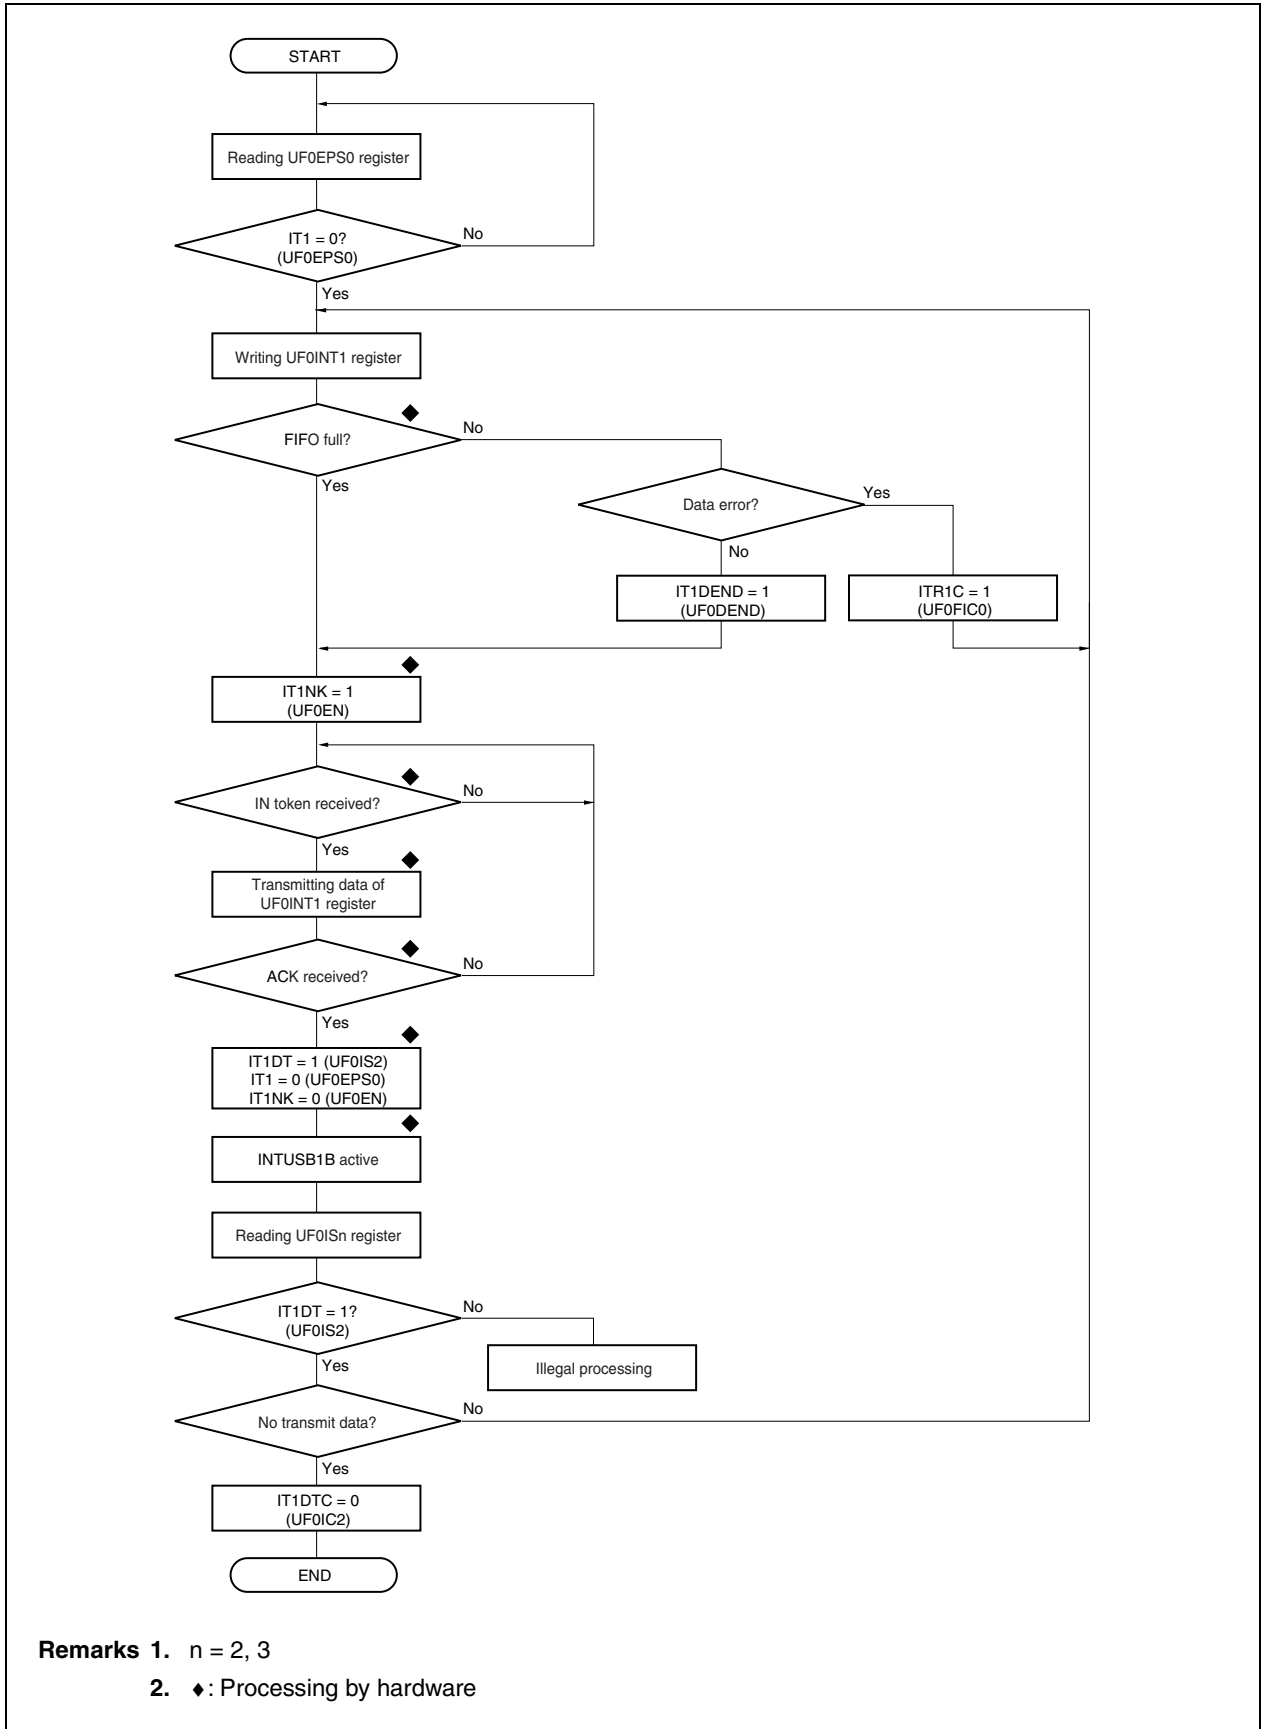 START
Reading UF0EPS0 register
IT1 = 0?
(UF0EPS0)
No
Yes
Writing UF0INT1 register
FIFO full?
No
Yes
Data error?
Yes
No
IT1DEND = 1
(UF0DEND)
ITR1C = 1
(UF0FIC0)
IT1NK = 1
(UF0EN)
IN token received?
No
Yes
Transmitting data of
UF0INT1 register
ACK received?
No
Yes
IT1DT = 1 (UF0IS2)
IT1 = 0 (UF0EPS0)
IT1NK = 0 (UF0EN)
INTUSB1B active
Reading UF0ISn register
IT1DT = 1?
(UF0IS2)
No
Illegal processing
Yes
No transmit data?
No
Yes
IT1DTC = 0
(UF0IC2)
END
Remarks 1. n = 2, 3
2. ♦: Processing by hardware